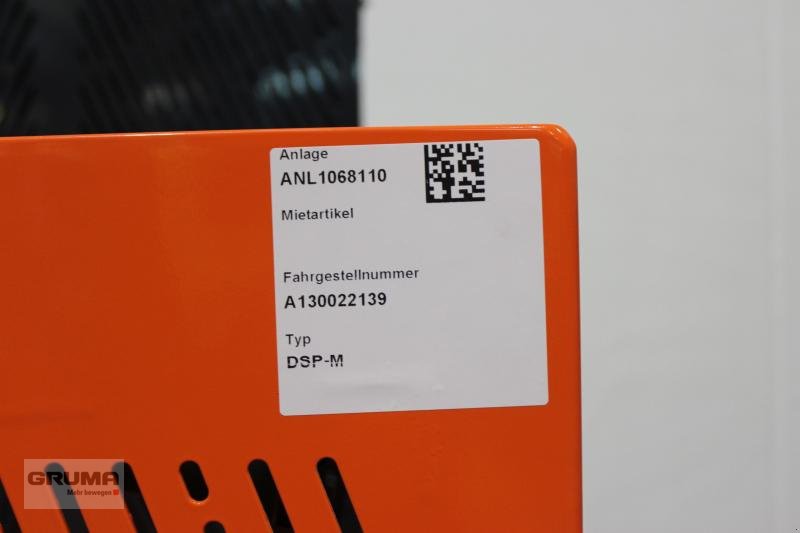 Anlage
ANL1068110
Mietartikel
Fahrgestellnummer
A130022139
Typ
DSP-M
GRUMA
Mehr bewegen